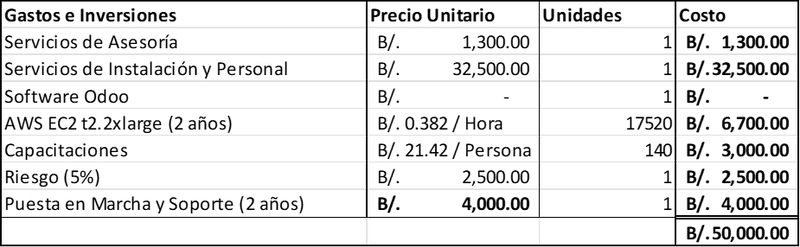 Gastos e Inversiones Precio Unitario Unidades Costo
Servicios de Asesoría B/. 1,300.00 1 B/. 1,300.00
Servicios de Instalación y Personal B/. 32,500.00 1 B/. 32,500.00
Software Odoo B/. - 1 B/. -
AWS EC2 t2.2xlarge (2 años) B/. 0.382 / Hora 17520 B/. 6,700.00
Capacitaciones B/. 21.42 / Persona 140 B/. 3,000.00
Riesgo (5%) B/. 2,500.00 1 B/. 2,500.00
Puesta en Marcha y Soporte (2 años) B/. 4,000.00 1 B/. 4,000.00
B/. 50,000.00